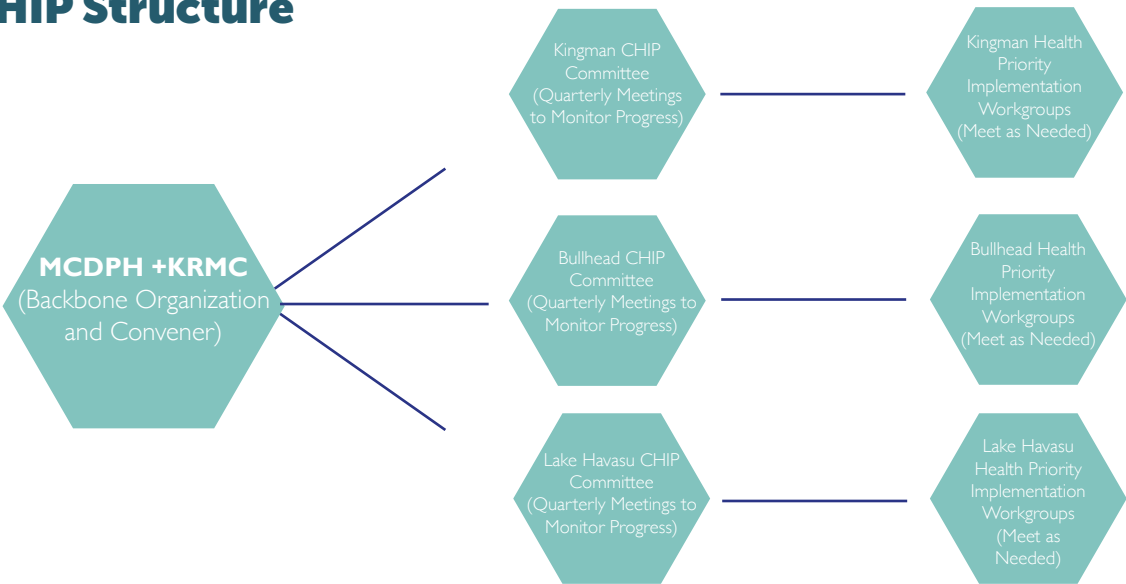 HIP Structure
MCDPH +KRMC
(Backbone Organization
and Convener)
Kingman CHIP
Committee
(Quarterly Meetings
to Monitor Progress)
Kingman Health
Priority
Implementation
Workgroups
(Meet as Needed)
Bullhead CHIP
Committee
(Quarterly Meetings to
Monitor Progress)
Bullhead Health
Priority
Implementation
Workgroups
(Meet as Needed)
Lake Havasu CHIP
Committee
(Quarterly Meetings to
Monitor Progress)
Lake Havasu
Health Priority
Implementation
Workgroups
(Meet as
Needed)